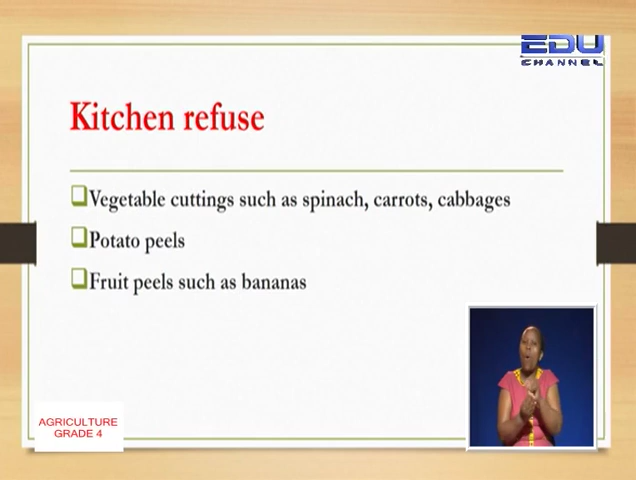 EDU
CHANNEL
Kitchen refuse
Vegetable cuttings such as spinach, carrots, cabbages
Potato peels
Fruit peels such as bananas
AGRICULTURE
GRADE 4